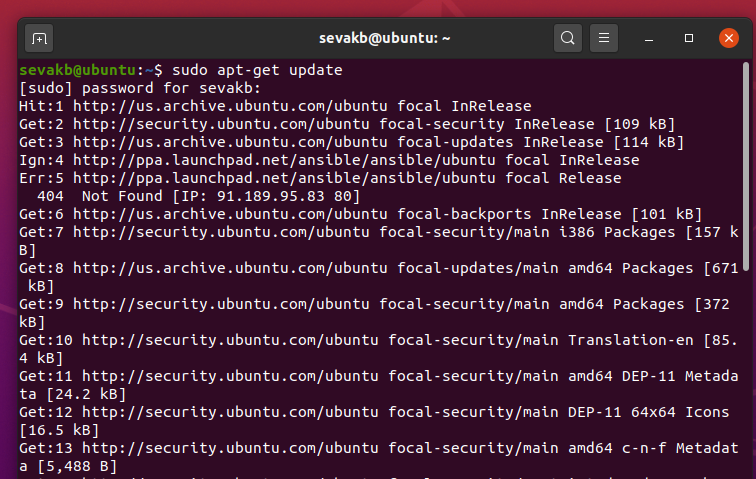 sevakb@ubuntu: ~
sevakb@ubuntu:~$ sudo apt-get update
[sudo] password for sevakb:
Hit:1 http://us.archive.ubuntu.com/ubuntu focal InRelease
Get:2 http://security.ubuntu.com/ubuntu focal-security InRelease [109 kB]
Get:3 http://us.archive.ubuntu.com/ubuntu focal-updates InRelease [114 kB]
Ign:4 http://ppa.launchpad.net/ansible/ansible/ubuntu focal InRelease
Err:5 http://ppa.launchpad.net/ansible/ansible/ubuntu focal Release
  404  Not Found [IP: 91.189.95.83 80]
Get:6 http://us.archive.ubuntu.com/ubuntu focal-backports InRelease [101 kB]
Get:7 http://security.ubuntu.com/ubuntu focal-security/main i386 Packages [157 k
B]
Get:8 http://us.archive.ubuntu.com/ubuntu focal-updates/main amd64 Packages [671
 kB]
Get:9 http://security.ubuntu.com/ubuntu focal-security/main amd64 Packages [372
kB]
Get:10 http://security.ubuntu.com/ubuntu focal-security/main Translation-en [85.
4 kB]
Get:11 http://security.ubuntu.com/ubuntu focal-security/main amd64 DEP-11 Metada
ta [24.2 kB]
Get:12 http://security.ubuntu.com/ubuntu focal-security/main DEP-11 64x64 Icons
[16.5 kB]
Get:13 http://security.ubuntu.com/ubuntu focal-security/main amd64 c-n-f Metadat
a [5,488 B]